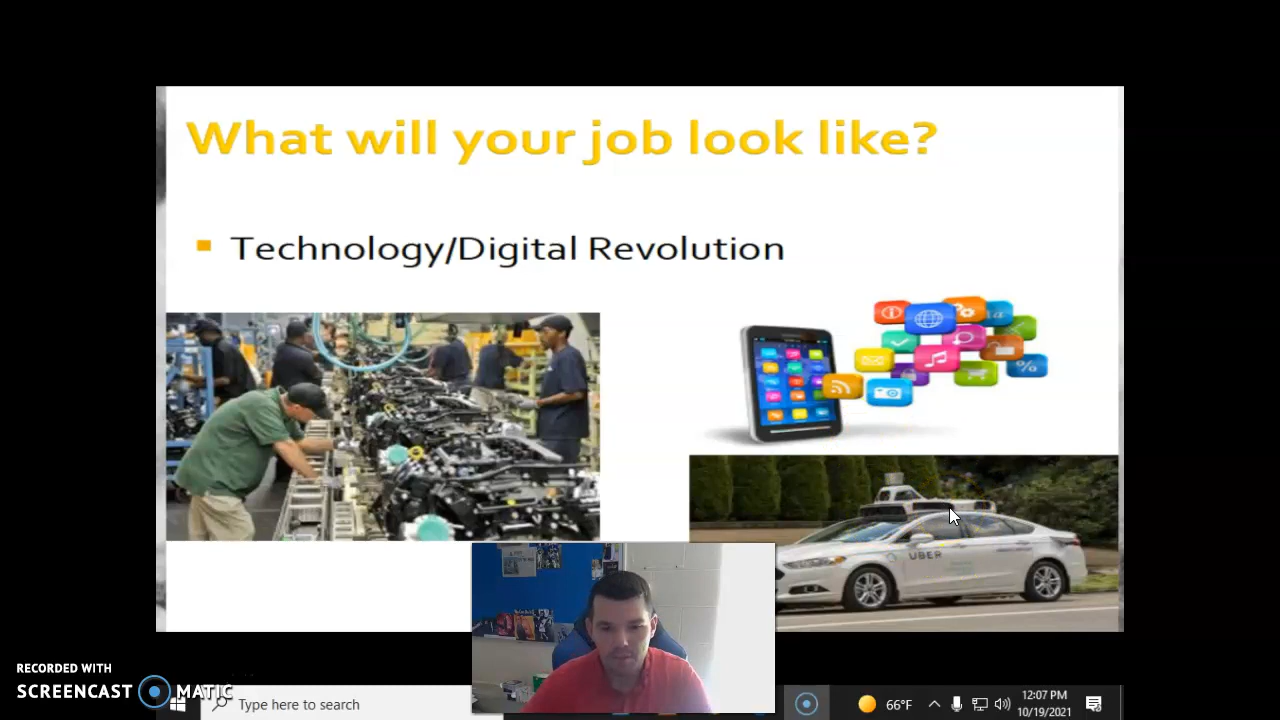 What will your job look like?
Technology/Digital Revolution
UBER
RECORDED WITH
SCREENCAST MATIC
Type here to search
66°F
12:07 PM
10/19/2021